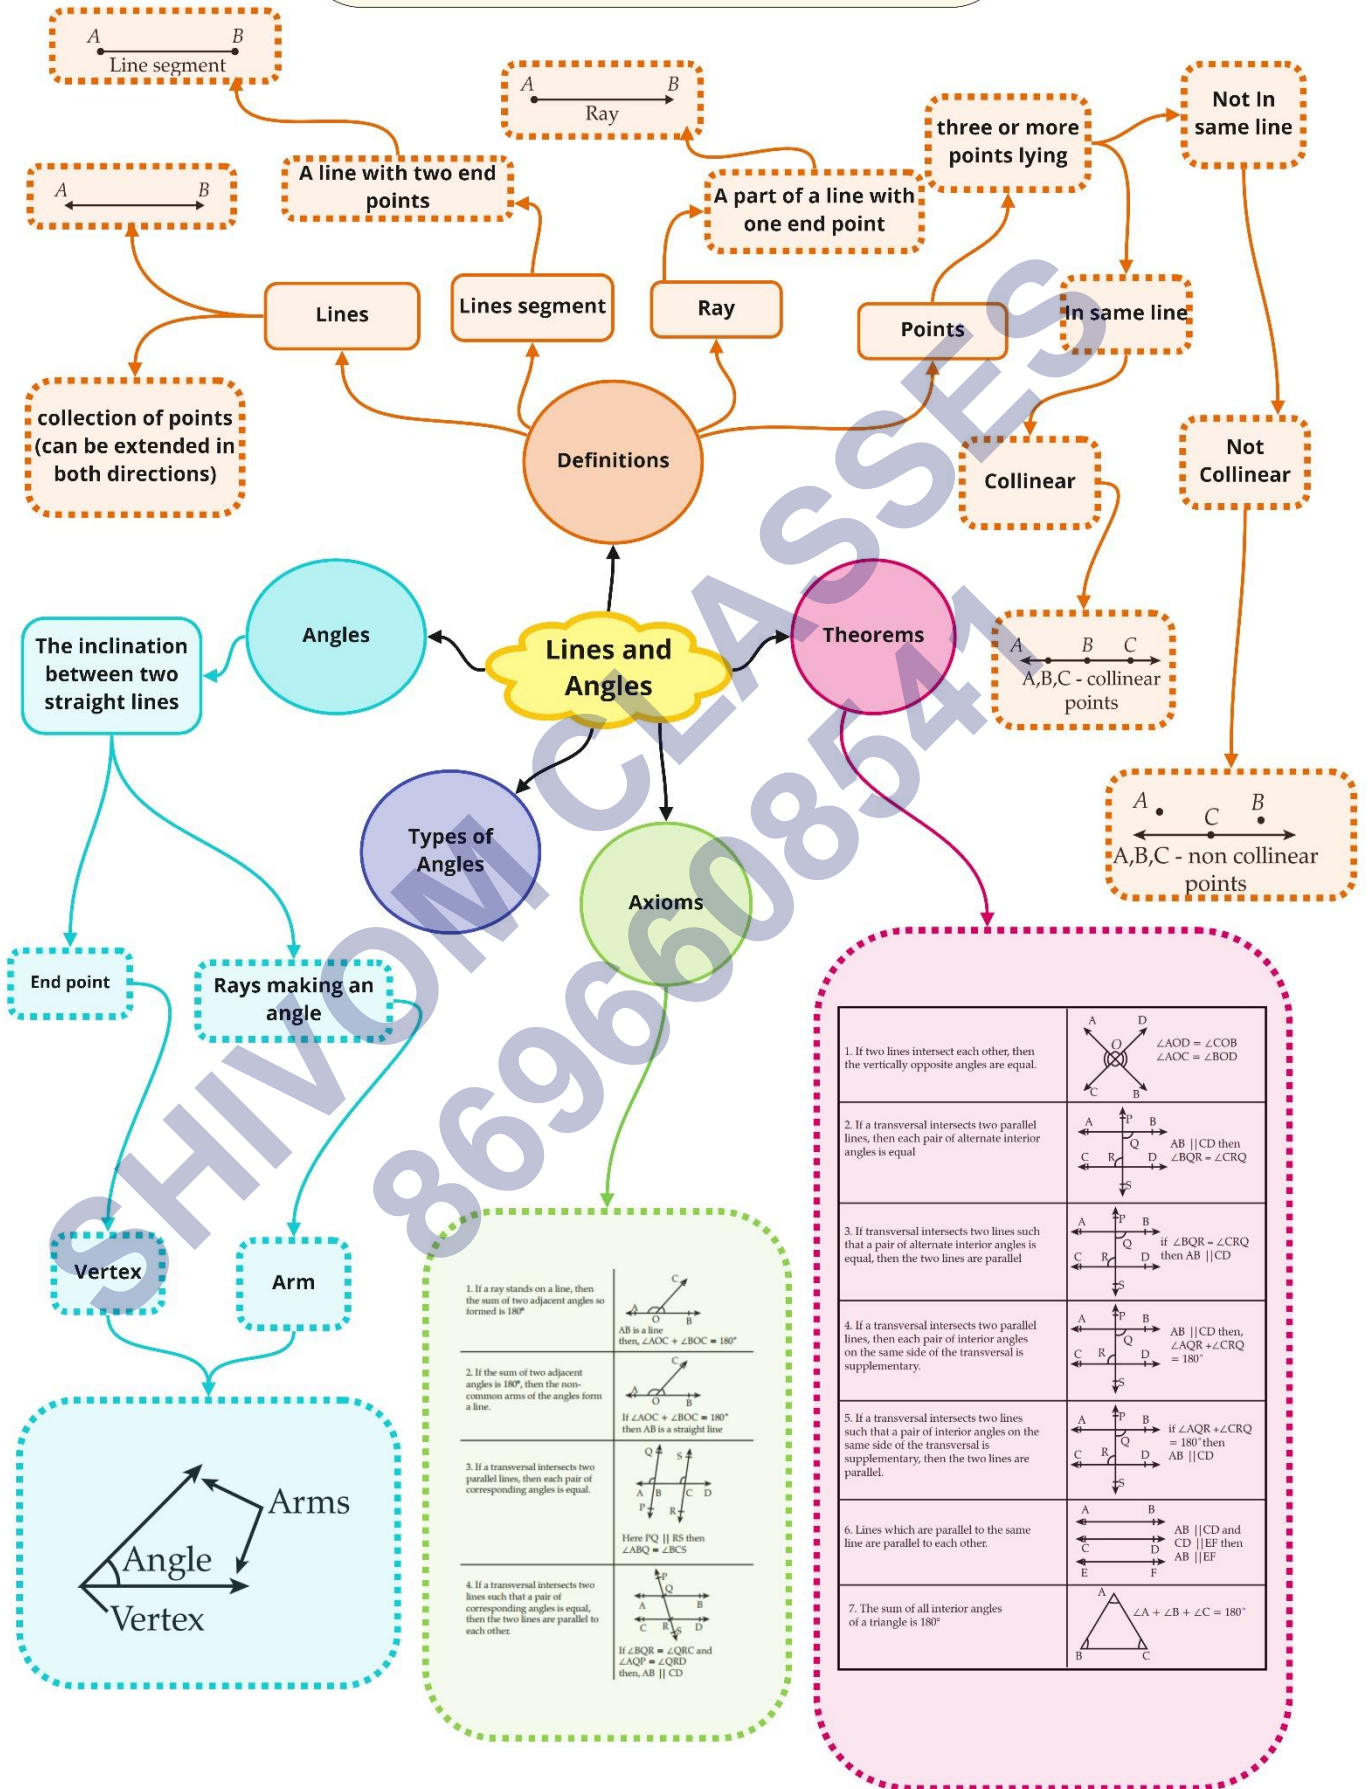 A B
Line segment
A B
Ray
Not In
same line
three or more
points lying
A line with two end
points
A part of a line with
one end point
A B
Lines
Lines segment
Ray
Points
In same line
collection of points
(can be extended in
both directions)
Definitions
Collinear
Not
Collinear
Angles
Lines and
Angles
Theorems
The inclination
between two
straight lines
A B C
A,B,C - collinear
points
Types of
Angles
Axioms
A C B
A,B,C - non collinear
points
End point
Rays making an
angle
Vertex
Arm
Arms
Angle
Vertex
1. If a ray stands on a line, then
the sum of two adjacent angles so
formed is 180°
C
A O B
AB is a line
then, ∠AOC + ∠BOC = 180°
2. If the sum of two adjacent
angles is 180°, then the non-
common arms of the angles form
a line.
C
A O B
If ∠AOC + ∠BOC = 180°
then AB is a straight line
3. If a transversal intersects two
parallel lines, then each pair of
corresponding angles is equal.
Q S
A B C D
P R
Here PQ || RS then
∠ABQ = ∠BCS
4. If a transversal intersects two
lines such that a pair of
corresponding angles is equal,
then the two lines are parallel to
each other.
P
Q
A B
C R S D
If ∠BQR = ∠QRC and
∠AQP = ∠QRD
then, AB || CD
1. If two lines intersect each other, then
the vertically opposite angles are equal.
A D
O
C B
∠AOD = ∠COB
∠AOC = ∠BOD
2. If a transversal intersects two parallel
lines, then each pair of alternate interior
angles is equal
A P B
Q
C R D
S
AB ||CD then
∠BQR = ∠CRQ
3. If transversal intersects two lines such
that a pair of alternate interior angles is
equal, then the two lines are parallel
A P B
Q
C R D
S
if ∠BQR = ∠CRQ
then AB ||CD
4. If a transversal intersects two parallel
lines, then each pair of interior angles
on the same side of the transversal is
supplementary.
A P B
Q
C R D
S
AB ||CD then,
∠AQR +∠CRQ
= 180°
5. If a transversal intersects two lines
such that a pair of interior angles on the
same side of the transversal is
supplementary, then the two lines are
parallel.
A P B
Q
C R D
S
if ∠AQR +∠CRQ
= 180°then
AB ||CD
6. Lines which are parallel to the same
line are parallel to each other.
A B
C D
E F
AB ||CD and
CD ||EF then
AB ||EF
7. The sum of all interior angles
of a triangle is 180°
A
B C
∠A + ∠B + ∠C = 180°
SHIVOM CLASSES
8696608541